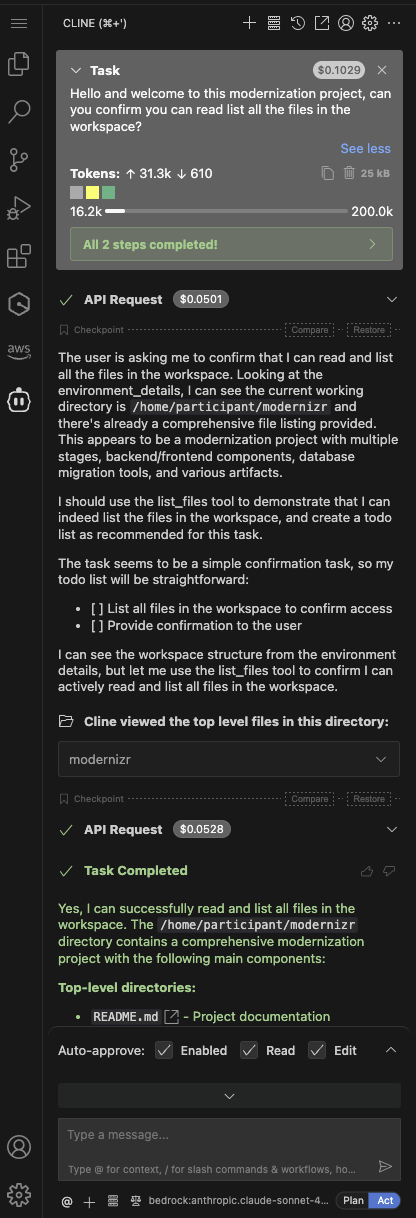 CLINE (⌘+')
Task
$0.1029
Hello and welcome to this modernization project, can
you confirm you can read list all the files in the
workspace?
See less
Tokens: ↑ 31.3k ↓ 610
25 kB
16.2k
200.0k
All 2 steps completed!
API Request $0.0501
Checkpoint Compare Restore
The user is asking me to confirm that I can read and list
all the files in the workspace. Looking at the
environment_details, I can see the current working
directory is /home/participant/modernizr and
there's already a comprehensive file listing provided.
This appears to be a modernization project with multiple
stages, backend/frontend components, database
migration tools, and various artifacts.
I should use the list_files tool to demonstrate that I can
indeed list the files in the workspace, and create a todo
list as recommended for this task.
The task seems to be a simple confirmation task, so my
todo list will be straightforward:
• [ ] List all files in the workspace to confirm access
• [ ] Provide confirmation to the user
I can see the workspace structure from the environment
details, but let me use the list_files tool to confirm I can
actively read and list all files in the workspace.
Cline viewed the top level files in this directory:
modernizr
Checkpoint Compare Restore
API Request $0.0528
Task Completed
Yes, I can successfully read and list all files in the
workspace. The /home/participant/modernizr
directory contains a comprehensive modernization
project with the following main components:
Top-level directories:
• README.md - Project documentation
Auto-approve: Enabled Read Edit
Type a message...
Type @ for context, / for slash commands & workflows, ho...
@ bedrock:anthropic.claude-sonnet-4... Plan Act
aws